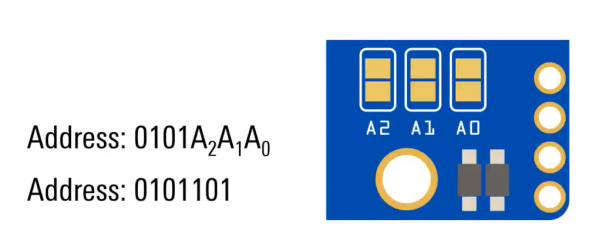 Address: 0101A₂A₁A₀
Address: 0101101
A2 A1 A0